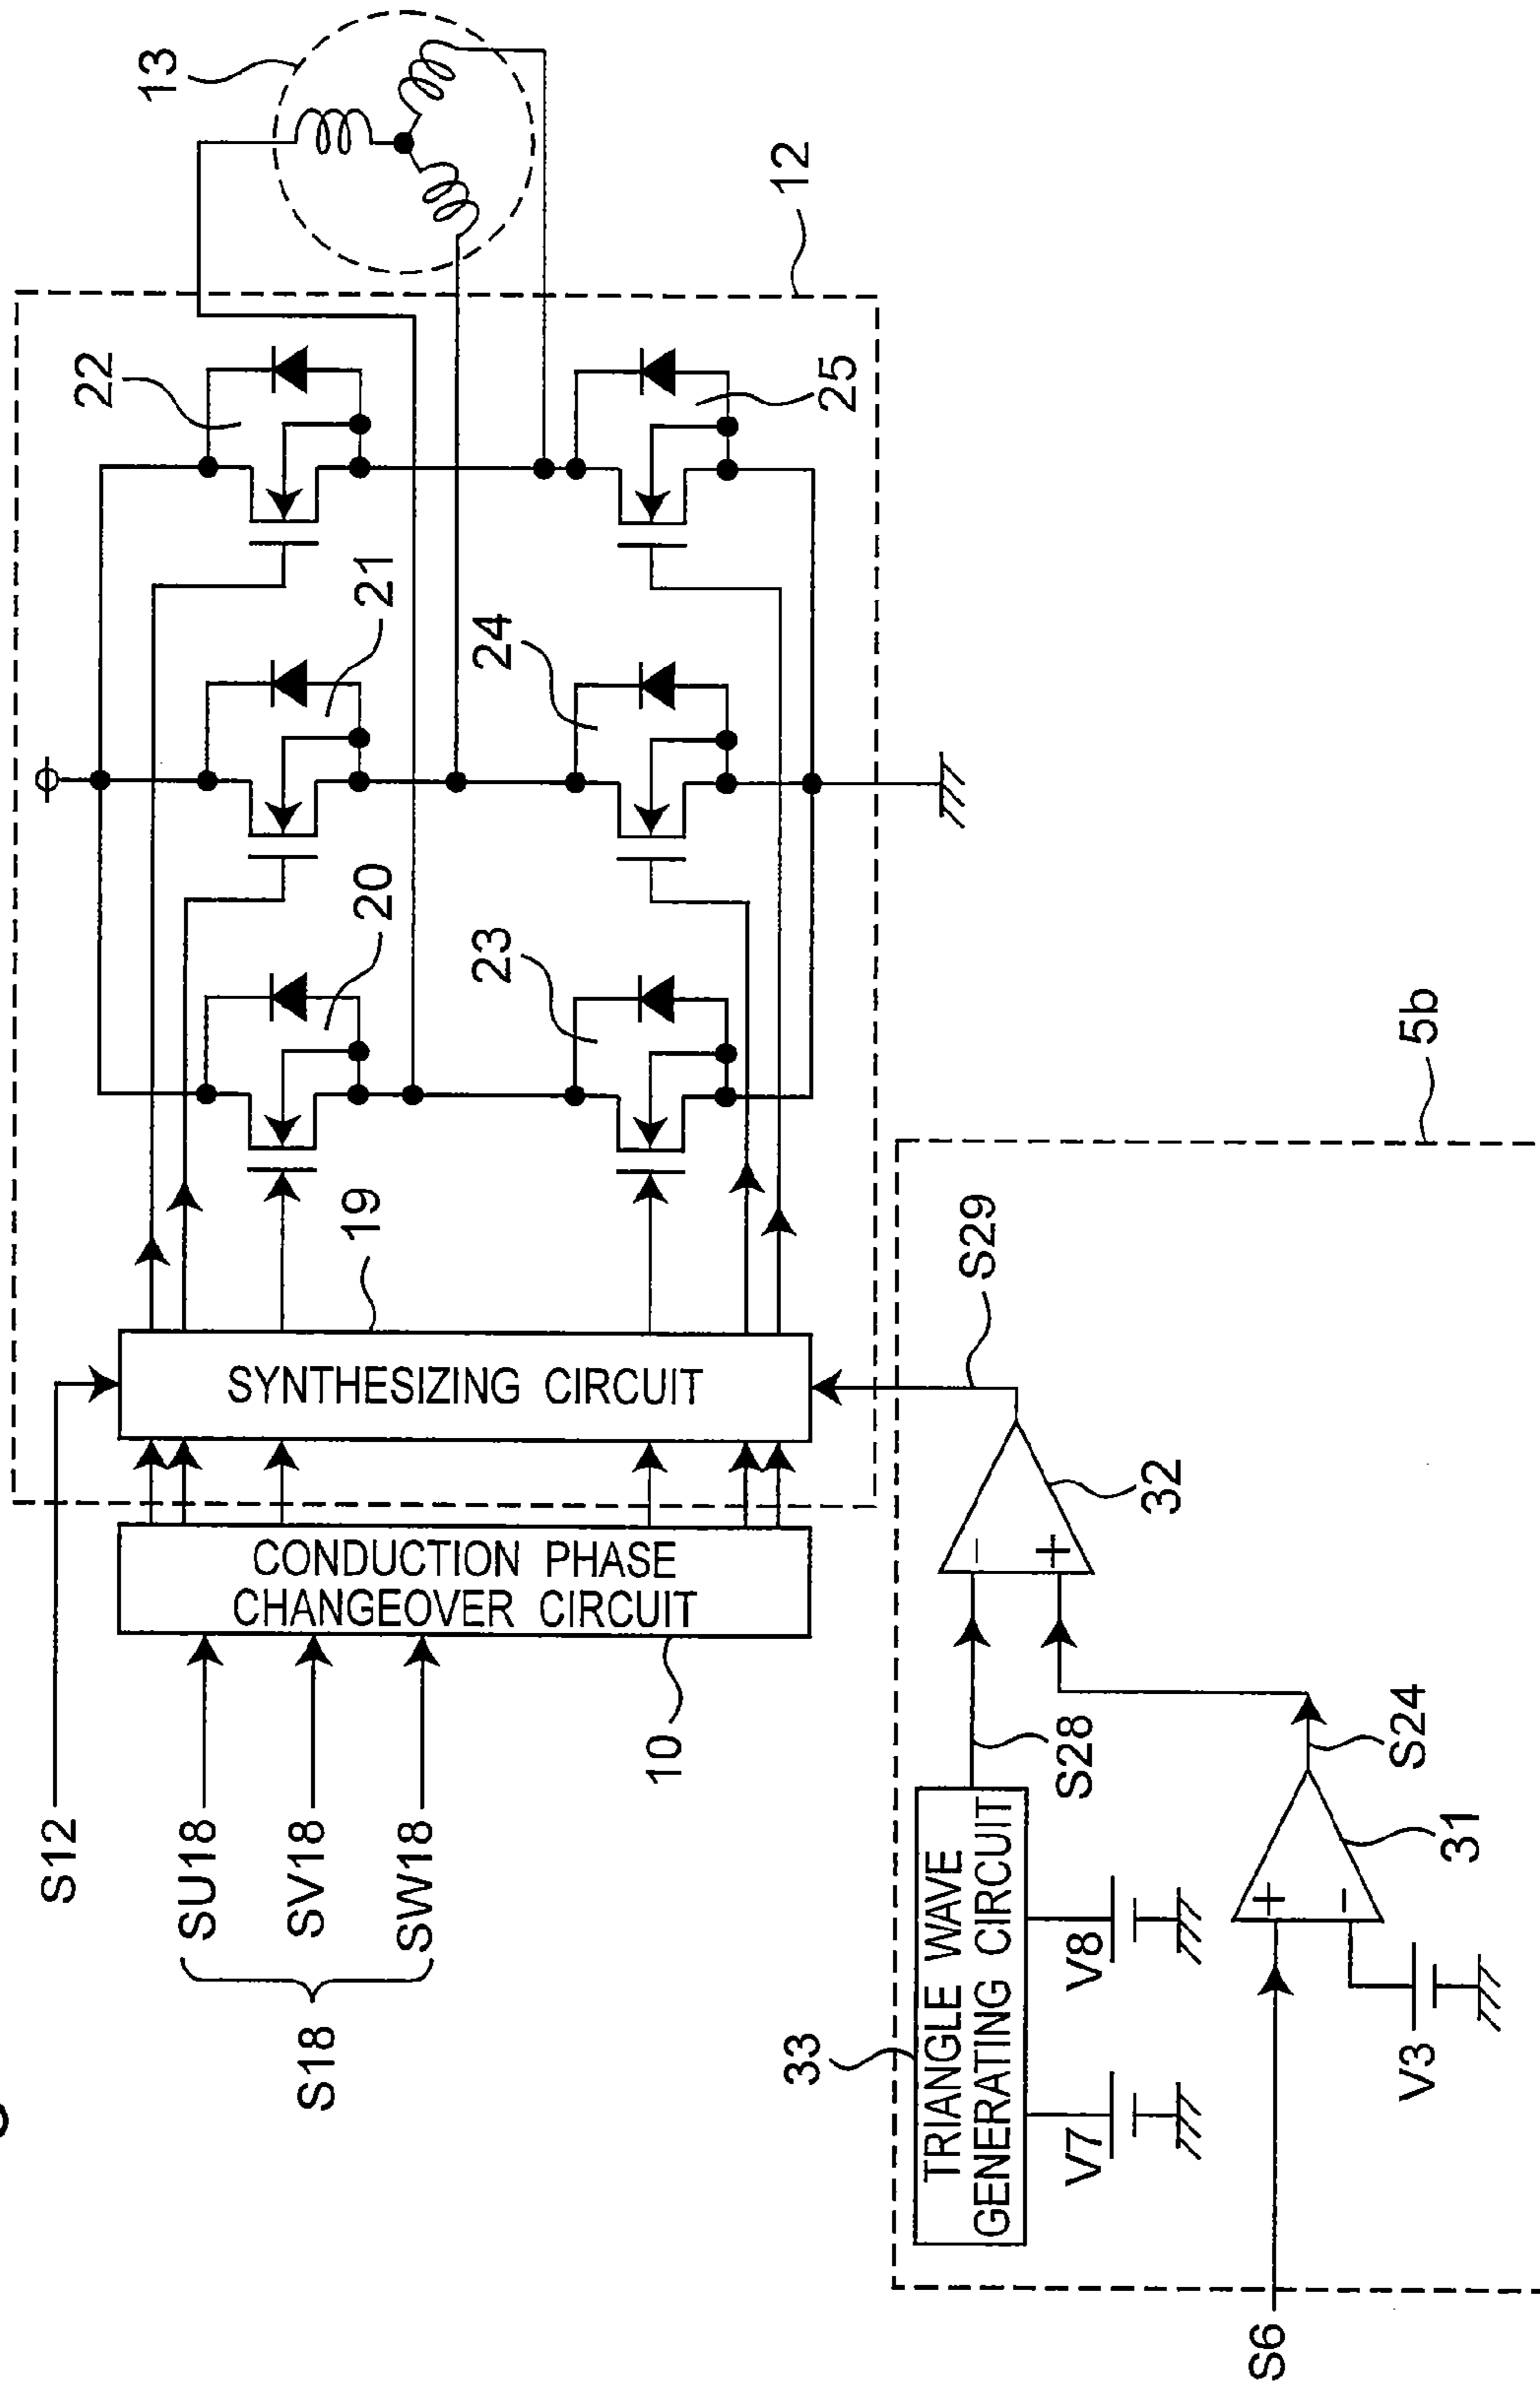 S12
SU18
SV18
SW18
S18
10
CONDUCTION PHASE
CHANGEOVER CIRCUIT
19
SYNTHESIZING CIRCUIT
20
21
22
23
24
25
12
13
S29
5b
33
TRIANGLE WAVE
GENERATING CIRCUIT
V7
V8
S28
32
−
+
S6
V3
+
-
31
S24